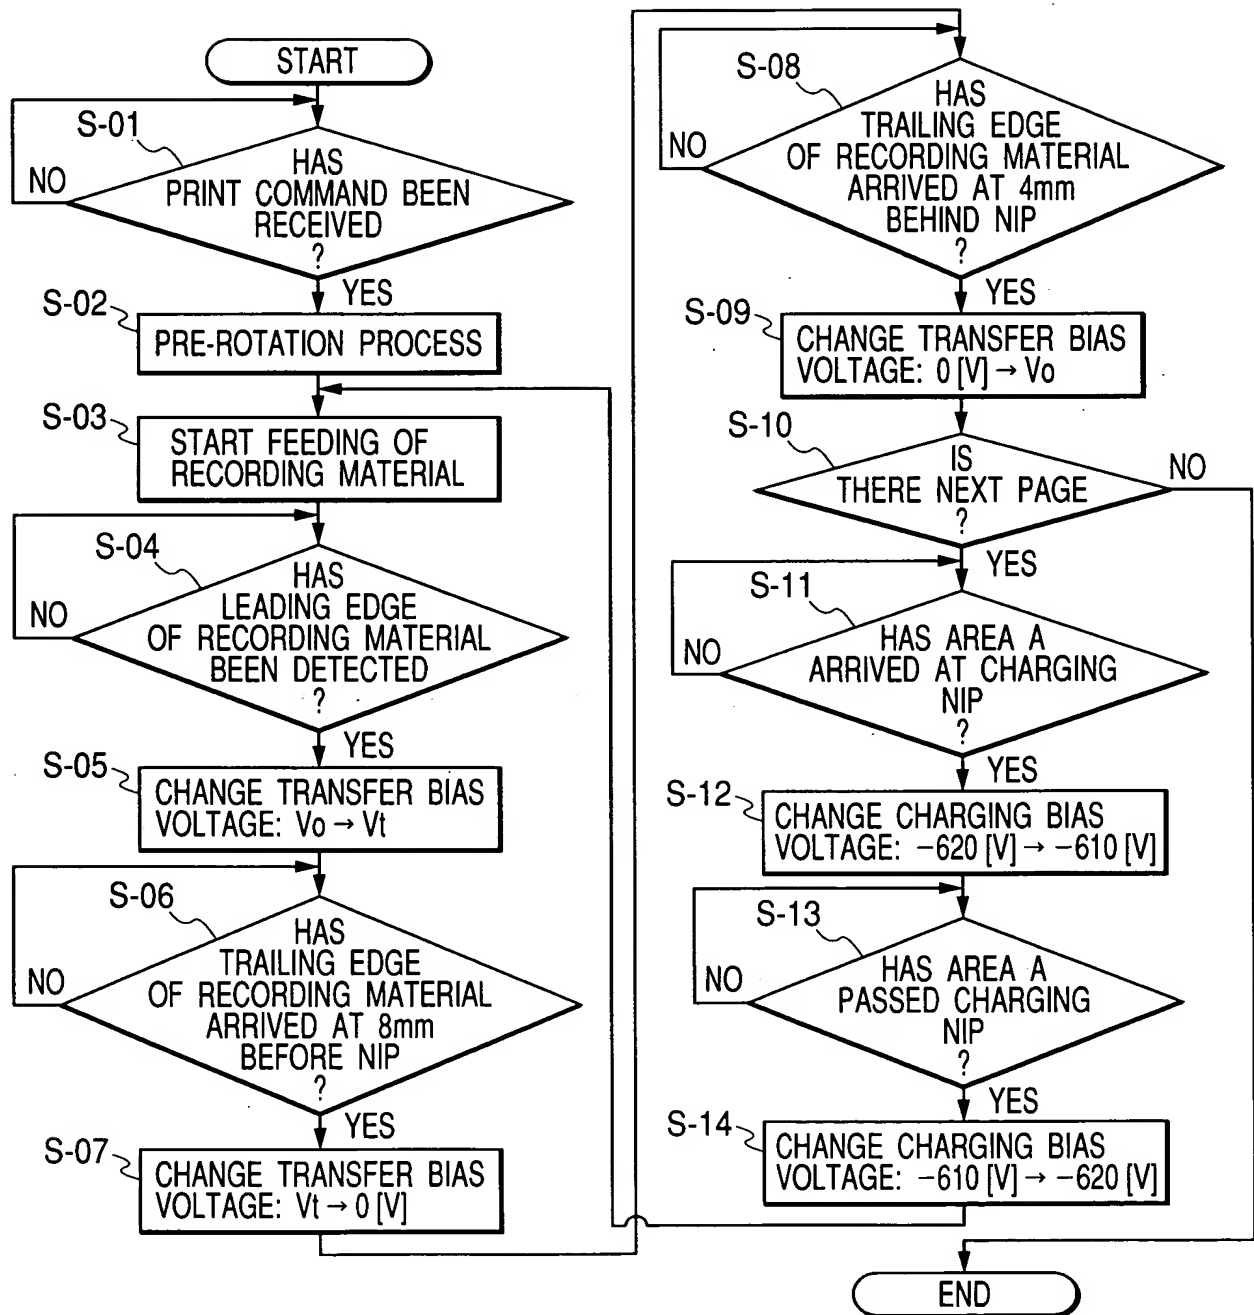 START
S-01
NO
HAS
PRINT COMMAND BEEN
RECEIVED
?
YES
S-02
PRE-ROTATION PROCESS
S-03
START FEEDING OF
RECORDING MATERIAL
S-04
NO
HAS
LEADING EDGE
OF RECORDING MATERIAL
BEEN DETECTED
?
YES
S-05
CHANGE TRANSFER BIAS
VOLTAGE: Vo → Vt
S-06
NO
HAS
TRAILING EDGE
OF RECORDING MATERIAL
ARRIVED AT 8mm
BEFORE NIP
?
YES
S-07
CHANGE TRANSFER BIAS
VOLTAGE: Vt → 0 [V]
S-08
NO
HAS
TRAILING EDGE
OF RECORDING MATERIAL
ARRIVED AT 4mm
BEHIND NIP
?
YES
S-09
CHANGE TRANSFER BIAS
VOLTAGE: 0 [V] → Vo
S-10
IS
THERE NEXT PAGE
?
NO
YES
S-11
NO
HAS AREA A
ARRIVED AT CHARGING
NIP
?
YES
S-12
CHANGE CHARGING BIAS
VOLTAGE: −620 [V] → −610 [V]
S-13
NO
HAS AREA A
PASSED CHARGING
NIP
?
YES
S-14
CHANGE CHARGING BIAS
VOLTAGE: −610 [V] → −620 [V]
END